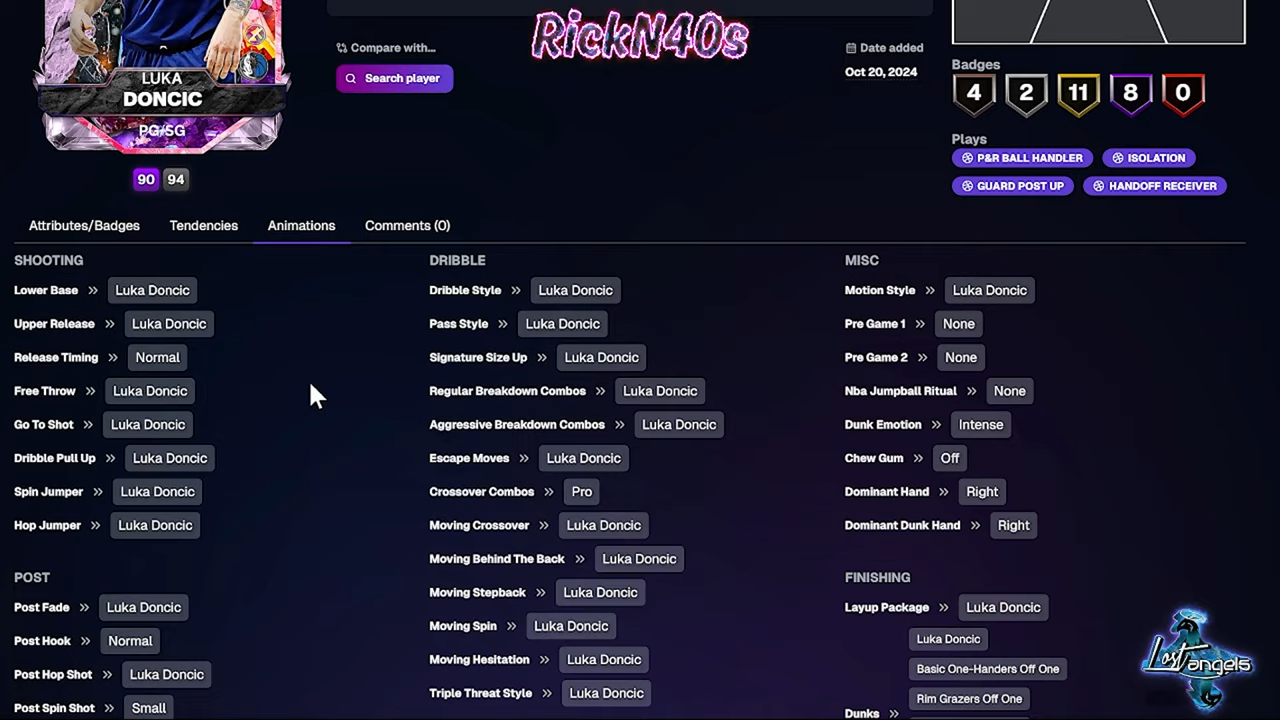 LUKA
DONCIC
PG/SG
90 94
Compare with...
Search player
RickN40s
Date added
Oct 20, 2024
Badges
4 2 11 8 0
Plays
P&R BALL HANDLER ISOLATION
GUARD POST UP HANDOFF RECEIVER
Attributes/Badges Tendencies Animations Comments (0)
SHOOTING
Lower Base » Luka Doncic
Upper Release » Luka Doncic
Release Timing » Normal
Free Throw » Luka Doncic
Go To Shot » Luka Doncic
Dribble Pull Up » Luka Doncic
Spin Jumper » Luka Doncic
Hop Jumper » Luka Doncic
POST
Post Fade » Luka Doncic
Post Hook » Normal
Post Hop Shot » Luka Doncic
Post Spin Shot » Small
DRIBBLE
Dribble Style » Luka Doncic
Pass Style » Luka Doncic
Signature Size Up » Luka Doncic
Regular Breakdown Combos » Luka Doncic
Aggressive Breakdown Combos » Luka Doncic
Escape Moves » Luka Doncic
Crossover Combos » Pro
Moving Crossover » Luka Doncic
Moving Behind The Back » Luka Doncic
Moving Stepback » Luka Doncic
Moving Spin » Luka Doncic
Moving Hesitation » Luka Doncic
Triple Threat Style » Luka Doncic
MISC
Motion Style » Luka Doncic
Pre Game 1 » None
Pre Game 2 » None
Nba Jumpball Ritual » None
Dunk Emotion » Intense
Chew Gum » Off
Dominant Hand » Right
Dominant Dunk Hand » Right
FINISHING
Layup Package » Luka Doncic
Luka Doncic
Basic One-Handers Off One
Rim Grazers Off One
Dunks »
Lost angels